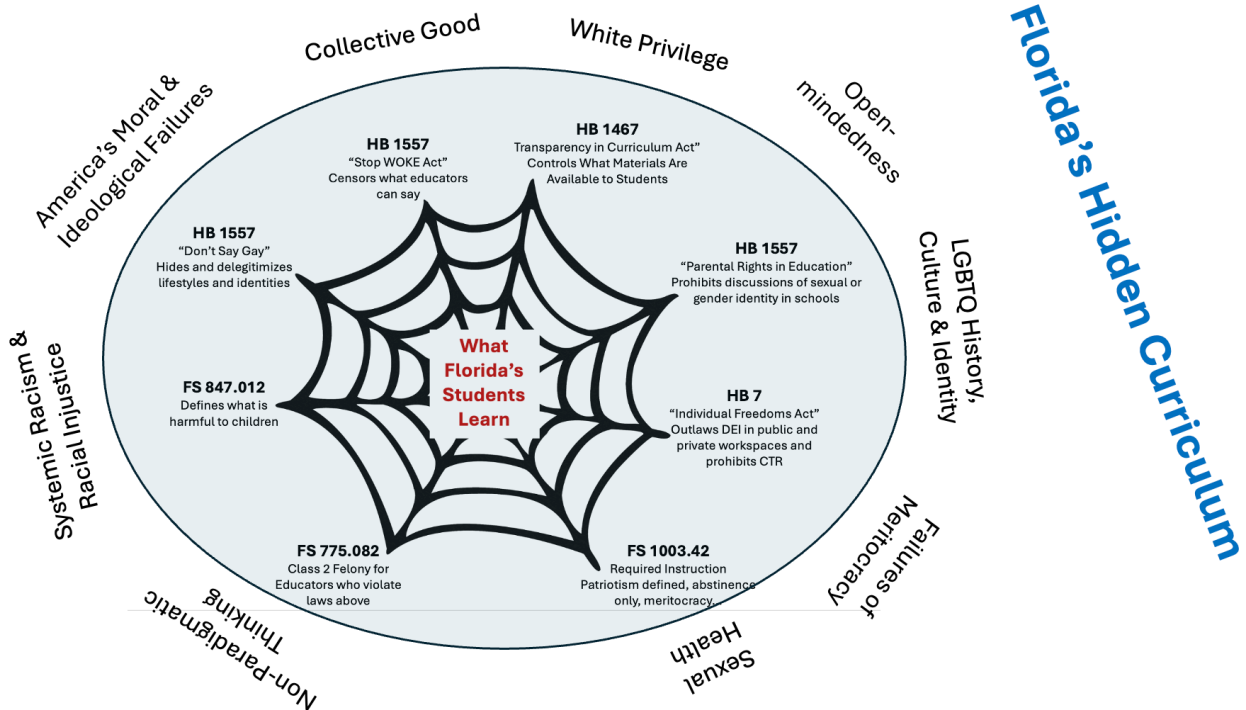 Florida's Hidden Curriculum
Collective Good
White Privilege
Open-
mindedness
LGBTQ History,
Culture & Identity
Failures of
Meritocracy
Sexual
Health
Non-Paradigmatic
Thinking
Systemic Racism &
Racial Injustice
America's Moral &
Ideological Failures
HB 1557
“Stop WOKE Act”
Censors what educators
can say
HB 1467
Transparency in Curriculum Act”
Controls What Materials Are
Available to Students
HB 1557
“Don't Say Gay”
Hides and delegitimizes
lifestyles and identities
HB 1557
“Parental Rights in Education”
Prohibits discussions of sexual or
gender identity in schools
What
Florida's
Students
Learn
FS 847.012
Defines what is
harmful to children
HB 7
“Individual Freedoms Act”
Outlaws DEI in public and
private workspaces and
prohibits CTR
FS 775.082
Class 2 Felony for
Educators who violate
laws above
FS 1003.42
Required Instruction
Patriotism defined, abstinence
only, meritocracy...